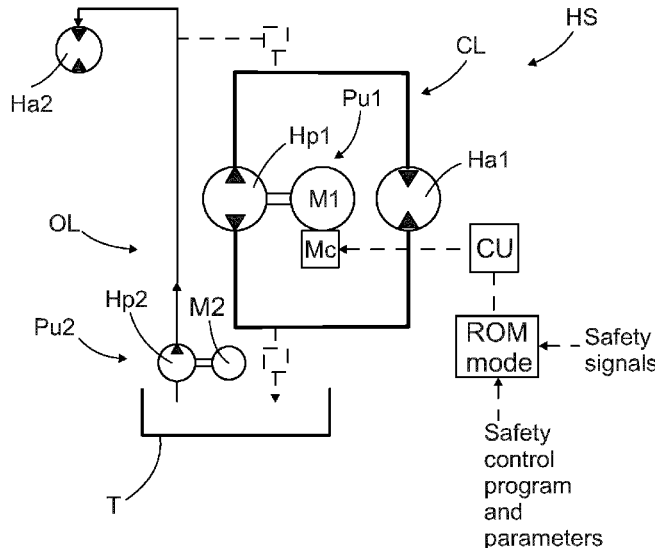 HS
CL
Ha2
Pu1
Hp1
Ha1
M1
OL
Mc
CU
Hp2
M2
Pu2
ROM
mode
Safety
signals
T
Safety
control
program
and
parameters